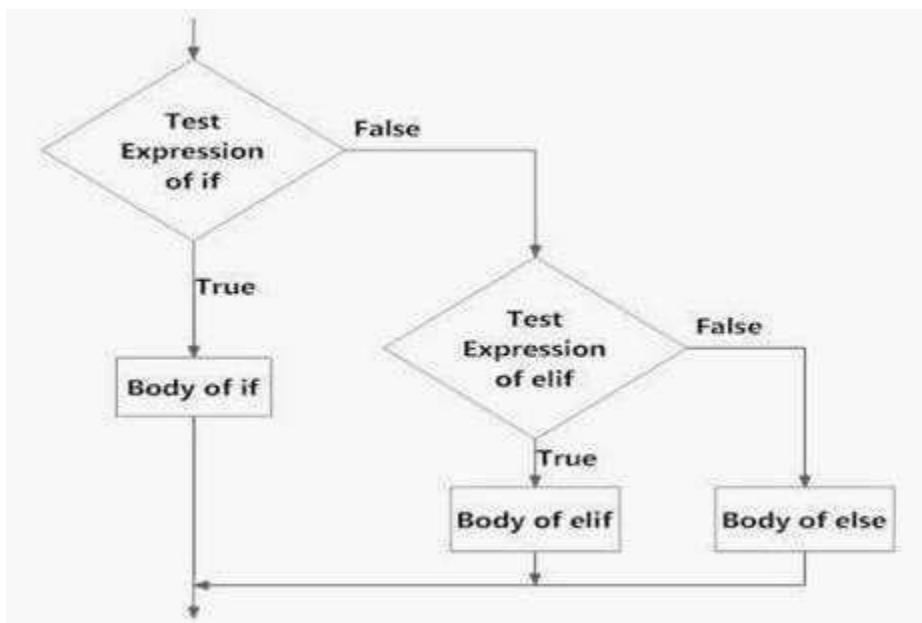 Test
Expression
of if
False
True
Body of if
Test
Expression
of elif
False
True
Body of elif
Body of else